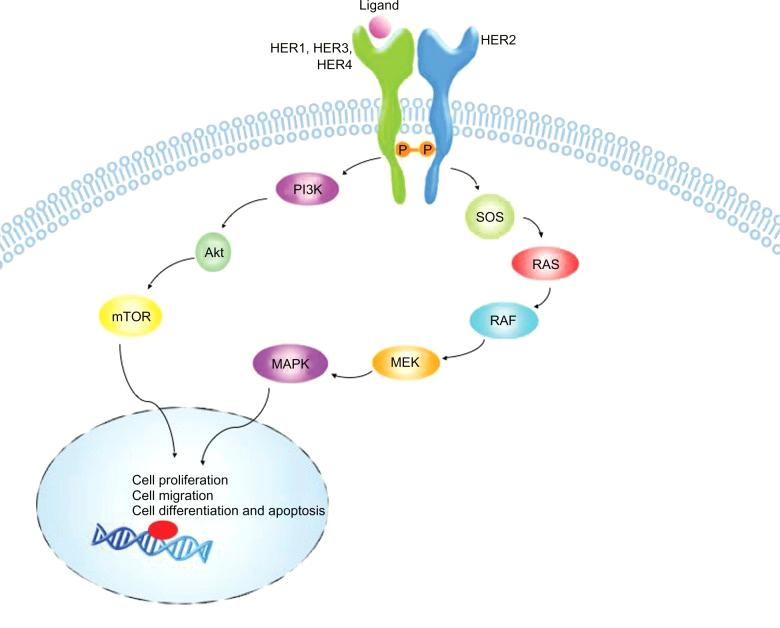 Ligand
HER1, HER3,
HER4
HER2
P
P
PI3K
SOS
Akt
RAS
mTOR
RAF
MAPK
MEK
Cell proliferation
Cell migration
Cell differentiation and apoptosis